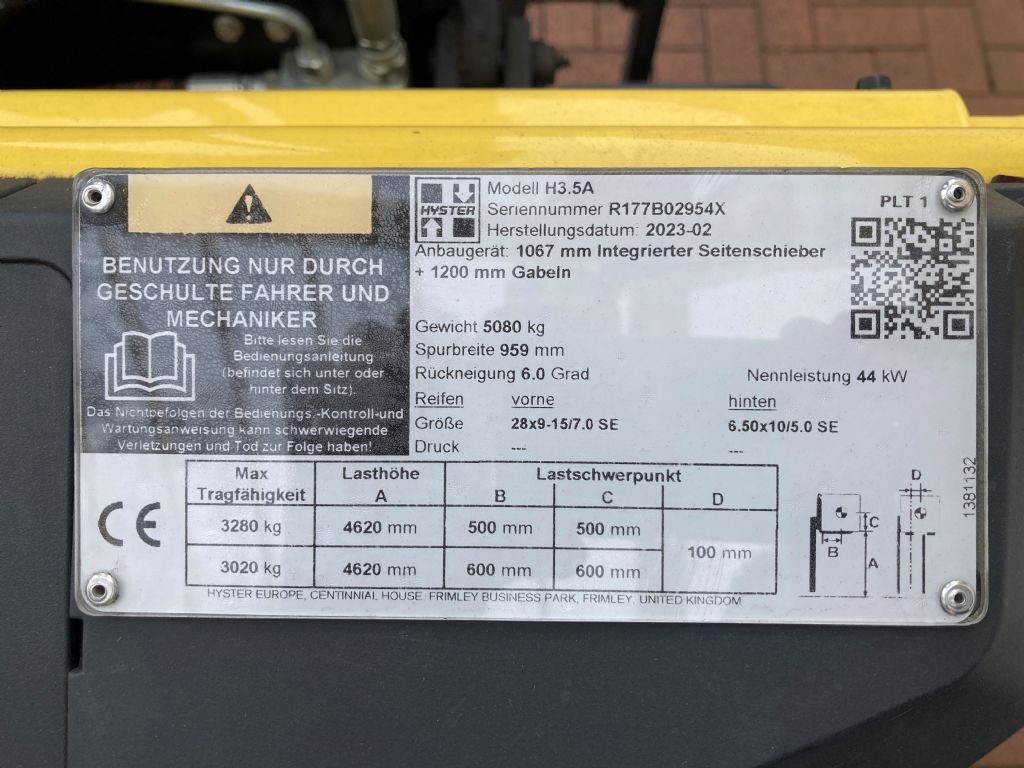 BENUTZUNG NUR DURCH
GESCHULTE FAHRER UND
MECHANIKER
Bitte lesen Sie die
Bedienungsanleitung
(befindet sich unter oder
hinter dem Sitz).
Das Nichtbefolgen der Bedienungs.-Kontroll-und
Wartungsanweisung kann schwerwiegende
Verletzungen und Tod zur Folge haben!
HYSTER
Modell H3.5A
Seriennummer R177B02954X
Herstellungsdatum: 2023-02
Anbaugerät: 1067 mm Integrierter Seitenschieber
+ 1200 mm Gabeln
PLT 1
Gewicht 5080 kg
Spurbreite 959 mm
Rückneigung 6.0 Grad Nennleistung 44 kW
Reifen vorne hinten
Größe 28x9-15/7.0 SE 6.50x10/5.0 SE
Druck --- ---
CE
Max Tragfähigkeit Lasthöhe A Lastschwerpunkt B C D
3280 kg 4620 mm 500 mm 500 mm 100 mm
3020 kg 4620 mm 600 mm 600 mm
HYSTER EUROPE, CENTINNIAL HOUSE. FRIMLEY BUSINESS PARK, FRIMLEY. UNITED KINGDOM
B
C
A
D
1381132